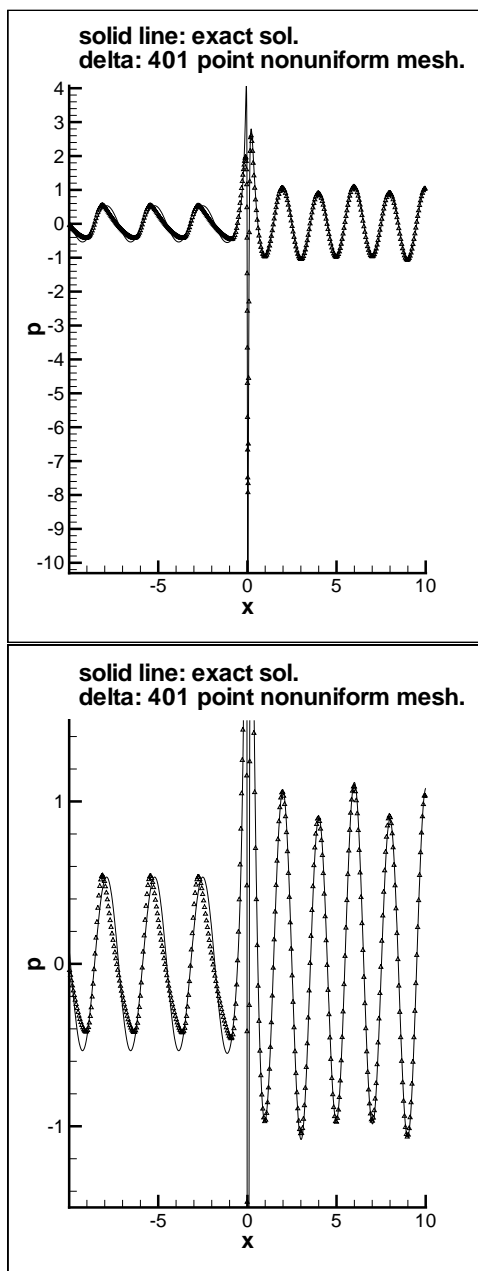 solid line: exact sol.
delta: 401 point nonuniform mesh.
4
3
2
1
0
-1
-2
-3
-4
-5
-6
-7
-8
-9
-10
p
-5 0 5 10
x
solid line: exact sol.
delta: 401 point nonuniform mesh.
1
0
-1
p
-5 0 5 10
x